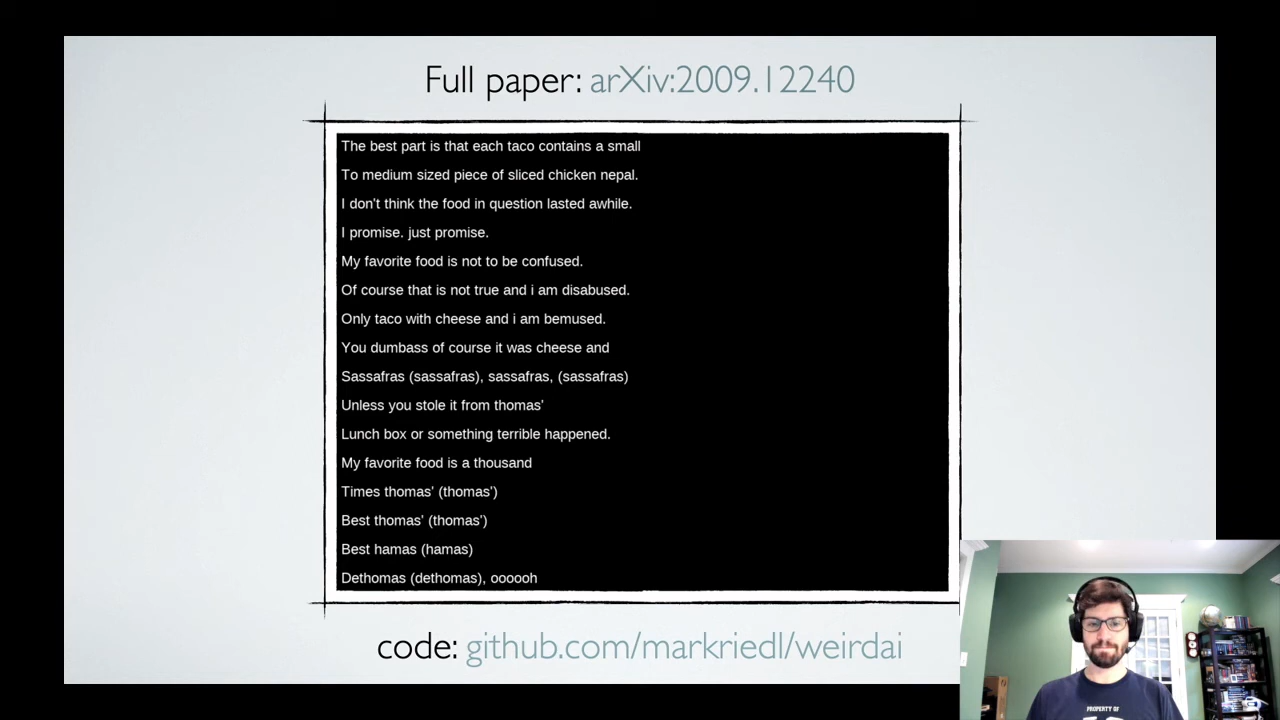 Full paper: arXiv:2009.12240
The best part is that each taco contains a small
To medium sized piece of sliced chicken nepal.
I don't think the food in question lasted awhile.
I promise. just promise.
My favorite food is not to be confused.
Of course that is not true and i am disabused.
Only taco with cheese and i am bemused.
You dumbass of course it was cheese and
Sassafras (sassafras), sassafras, (sassafras)
Unless you stole it from thomas'
Lunch box or something terrible happened.
My favorite food is a thousand
Times thomas' (thomas')
Best thomas' (thomas')
Best hamas (hamas)
Dethomas (dethomas), oooooh
code: github.com/markriedl/weirdai
PROPERTY OF